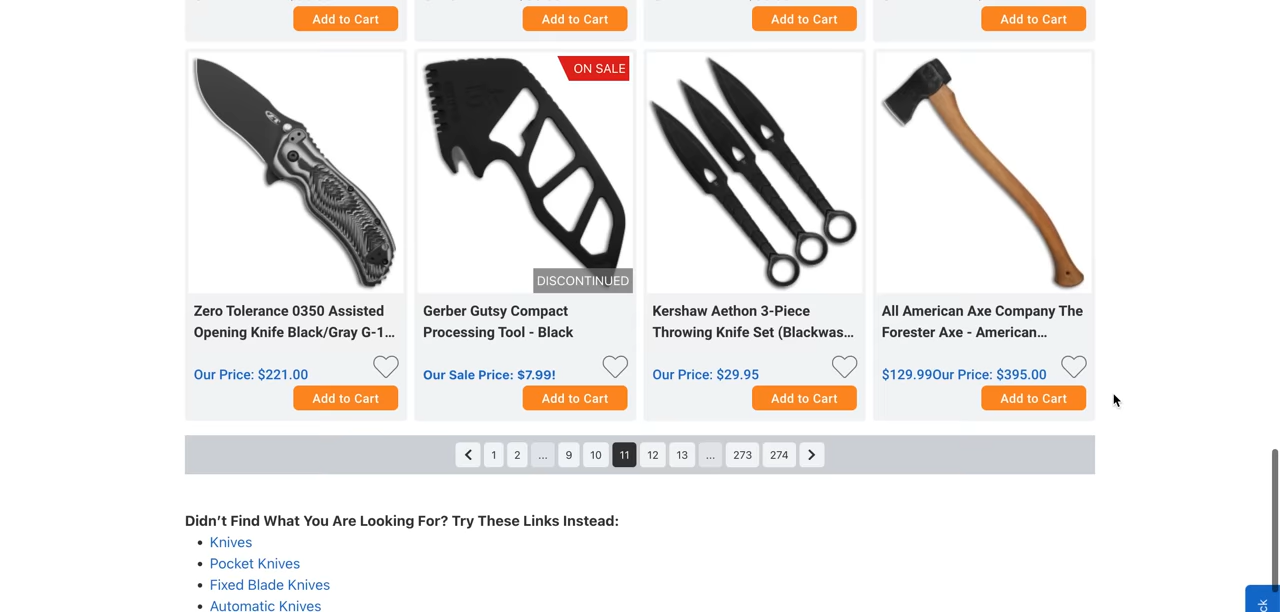 Add to Cart
Add to Cart
Add to Cart
Add to Cart
ON SALE
DISCONTINUED
Zero Tolerance 0350 Assisted
Opening Knife Black/Gray G-1...
Our Price: $221.00
Add to Cart
Gerber Gutsy Compact
Processing Tool - Black
Our Sale Price: $7.99!
Add to Cart
Kershaw Aethon 3-Piece
Throwing Knife Set (Blackwas...
Our Price: $29.95
Add to Cart
All American Axe Company The
Forester Axe - American...
$129.99Our Price: $395.00
Add to Cart
1 2 ... 9 10 11 12 13 ... 273 274
Didn't Find What You Are Looking For? Try These Links Instead:
• Knives
• Pocket Knives
• Fixed Blade Knives
• Automatic Knives